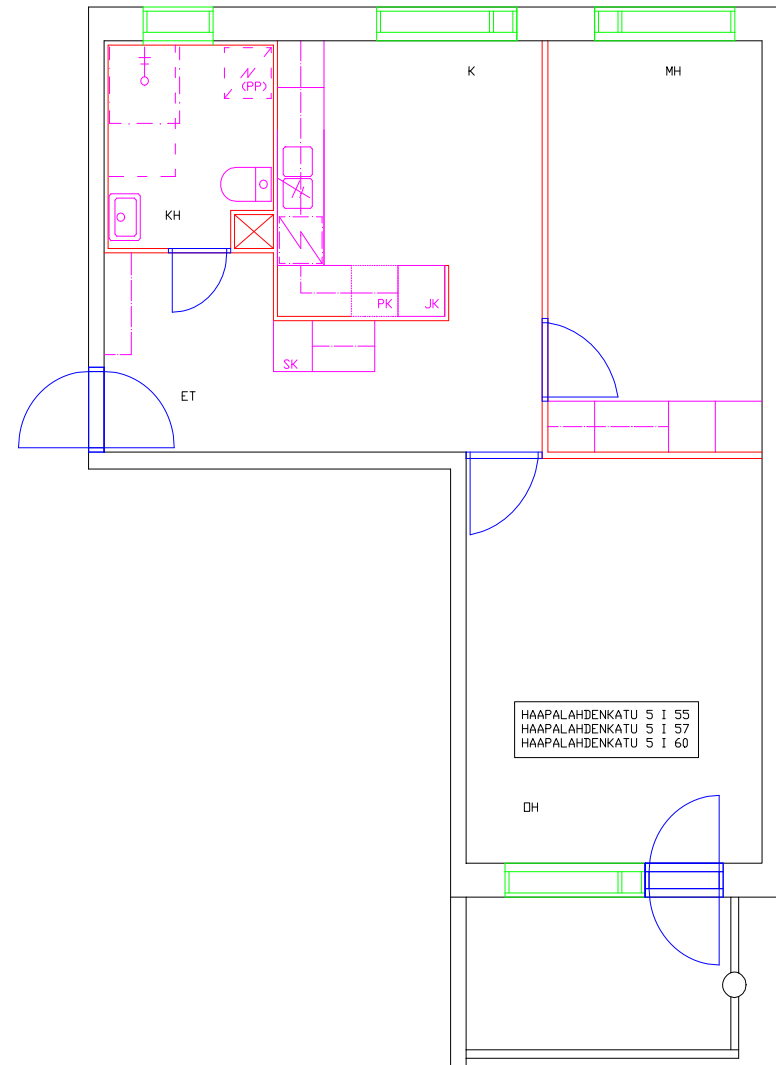 K
MH
(PP)
KH
PK
JK
SK
ET
HAAPALAHDENKATU 5 I 55
HAAPALAHDENKATU 5 I 57
HAAPALAHDENKATU 5 I 60
OH